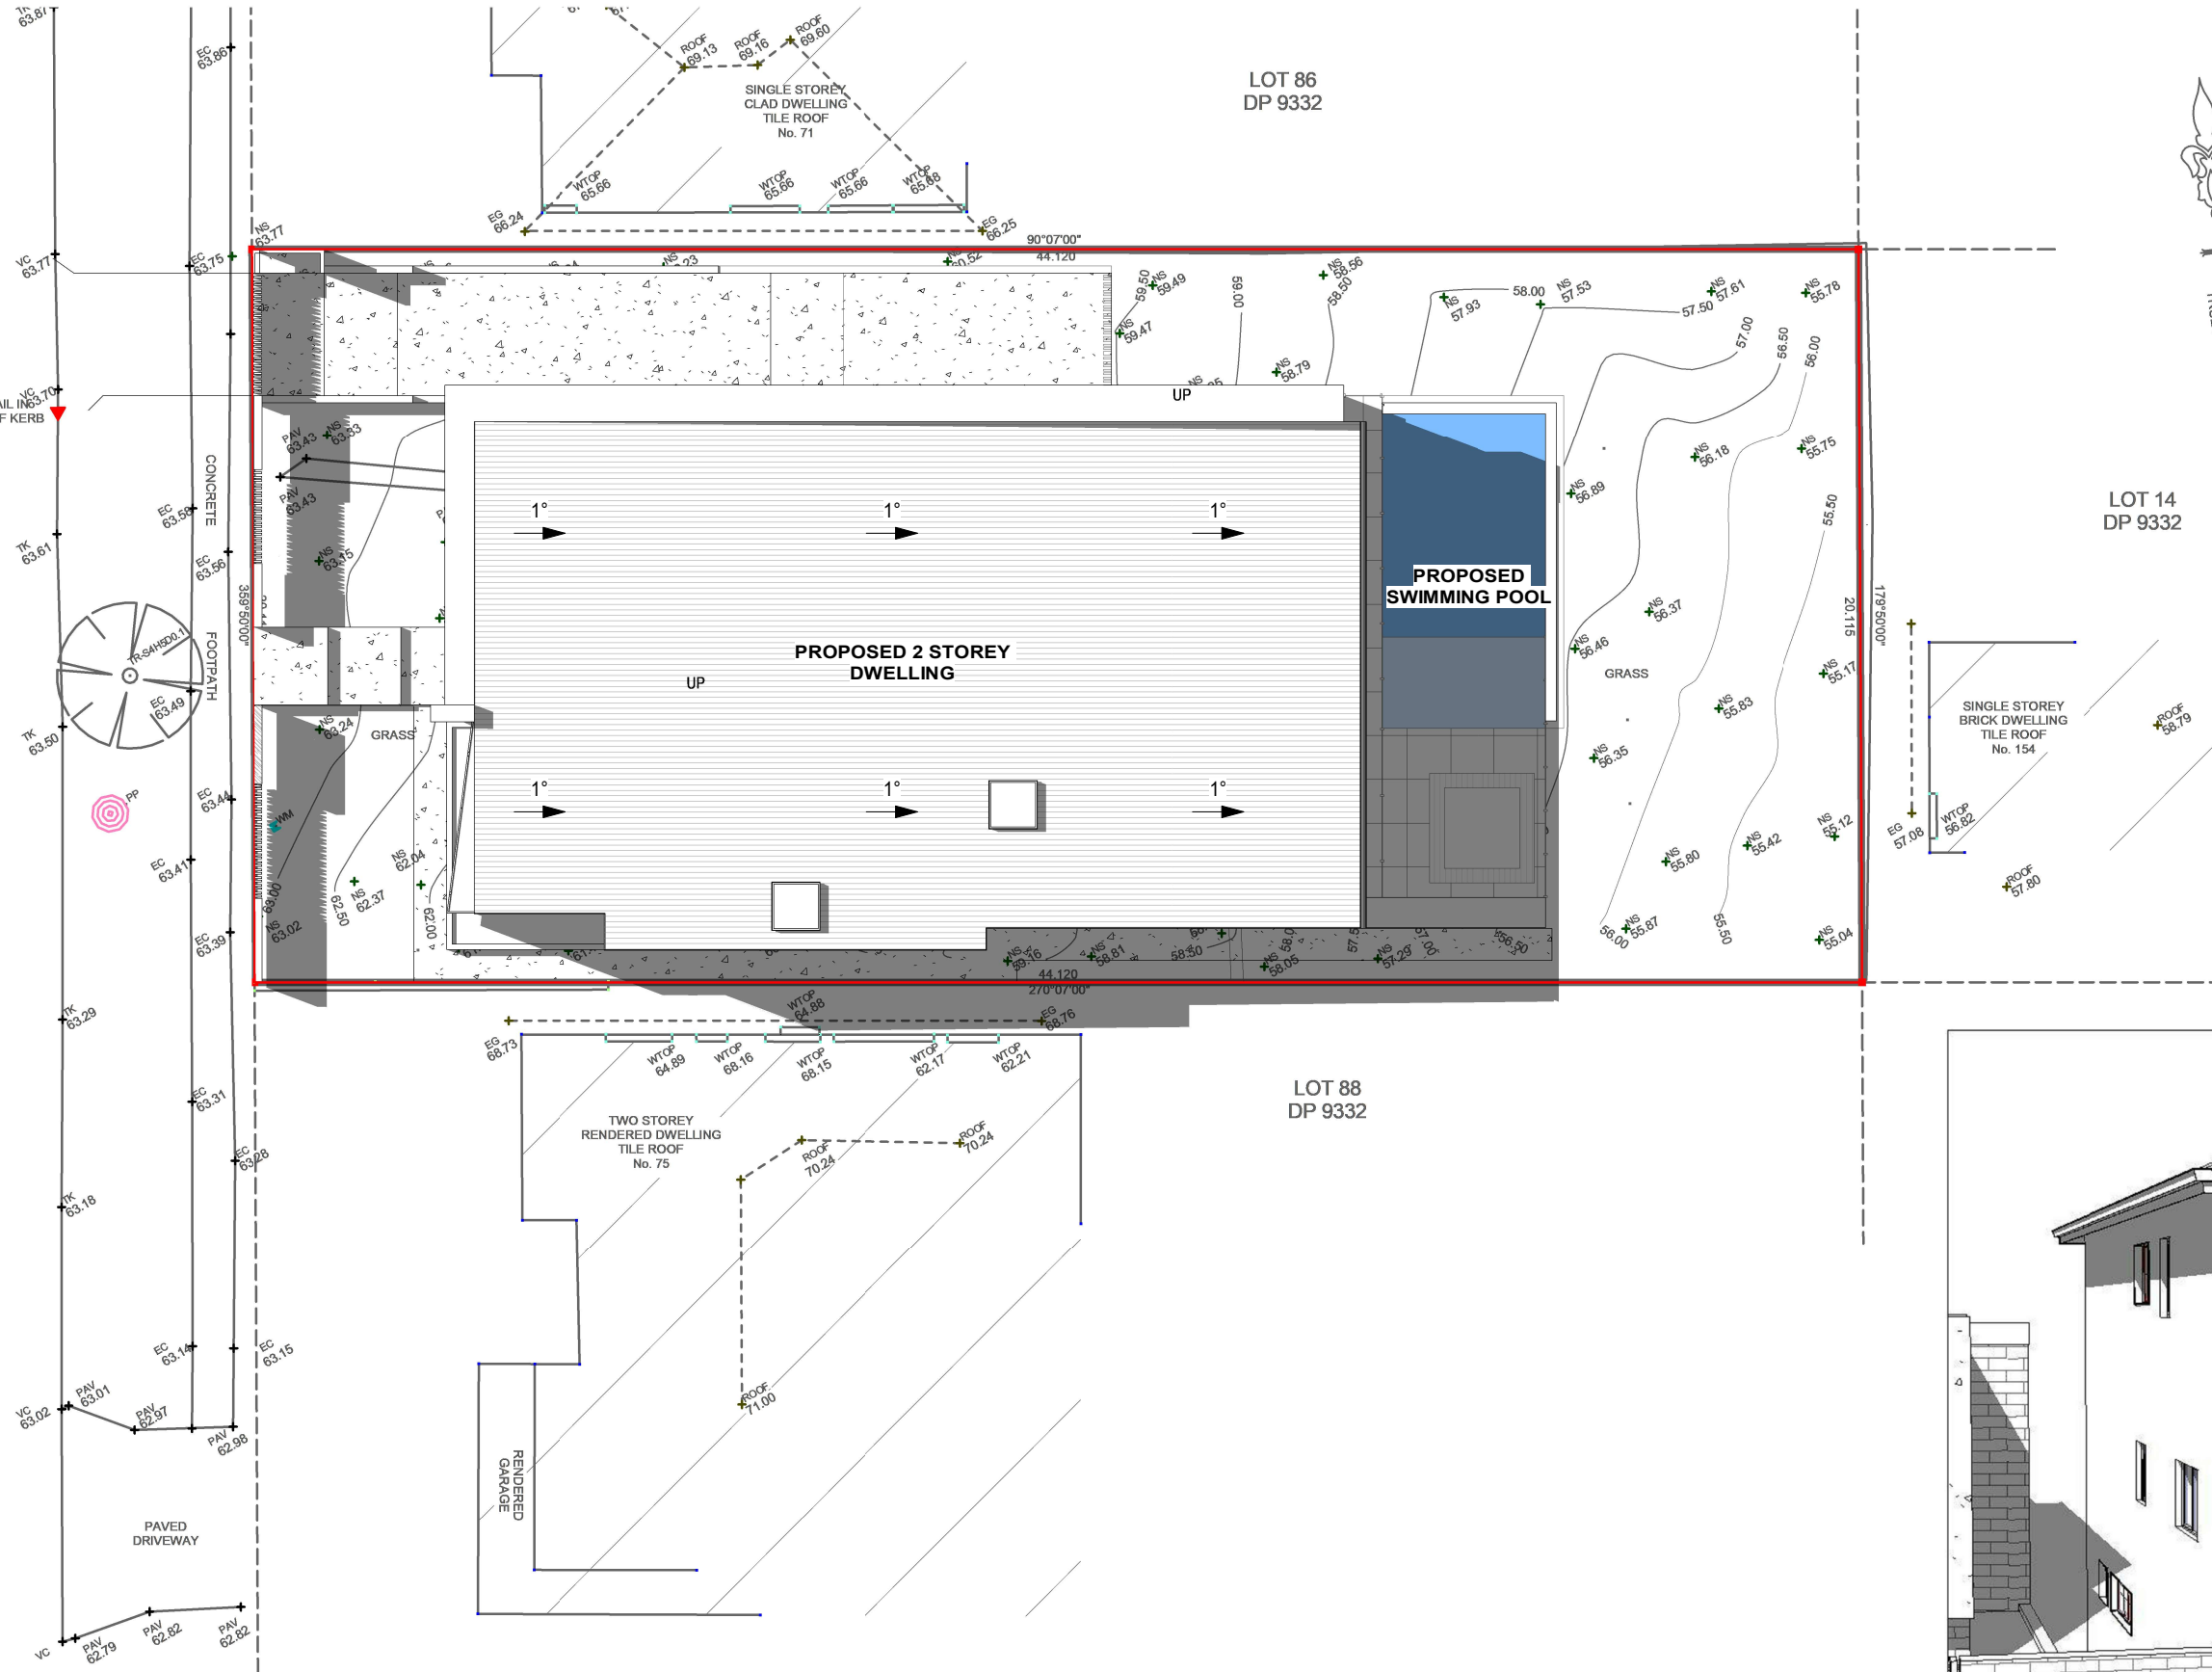 LOT 86
DP 9332
SINGLE STOREY
CLAD DWELLING
TILE ROOF
No. 71
ROOF
69.13
ROOF
69.16
ROOF
69.60
WTOP
65.66
WTOP
65.66
WTOP
65.66
WTOP
65.68
EG
66.24
EG
66.25
90°07'00"
44.120
EC
63.86
NS
63.77
VC
63.77
EC
63.75
VC
63.70
TK
63.61
EC
63.58
EC
63.56
CONCRETE
FOOTPATH
359°50'00"
TR-S4H5D0.1
EC
63.49
TK
63.50
PP
EC
63.44
EC
63.41
EC
63.39
TK
63.29
EC
63.31
EC
63.28
TK
63.18
EC
63.14
EC
63.15
VC
63.02
PAV
63.01
PAV
62.97
PAV
62.98
PAVED
DRIVEWAY
VC
PAV
62.79
PAV
62.82
PAV
62.82
PAV
63.43
NS
63.33
PAV
63.43
NS
63.15
NS
63.24
GRASS
WM
NS
62.04
NS
62.37
63.00
62.50
62.00
NS
63.02
UP
1°
1°
1°
PROPOSED 2 STOREY
DWELLING
UP
1°
1°
1°
PROPOSED
SWIMMING POOL
59.50
NS
59.49
NS
59.47
59.00
NS
58.56
58.50
NS
58.79
NS
57.93
58.00
NS
57.53
57.50
NS
57.61
NS
55.78
57.00
56.50
56.00
NS
56.18
NS
55.75
NS
56.89
55.50
NS
56.37
NS
56.46
GRASS
NS
55.17
NS
55.83
NS
56.35
NS
55.12
NS
55.42
NS
55.80
NS
55.87
56.00
55.50
NS
55.04
20.115
179°50'00"
LOT 14
DP 9332
SINGLE STOREY
BRICK DWELLING
TILE ROOF
No. 154
ROOF
58.79
WTOP
56.82
EG
57.08
ROOF
57.80
NS
59.16
NS
58.81
58.50
NS
58.05
NS
57.29
57.00
56.50
44.120
270°07'00"
WTOP
64.88
EG
68.73
EG
68.76
WTOP
64.89
WTOP
68.16
WTOP
68.15
WTOP
62.17
WTOP
62.21
LOT 88
DP 9332
TWO STOREY
RENDERED DWELLING
TILE ROOF
No. 75
ROOF
70.24
ROOF
70.24
ROOF
71.00
RENDERED
GARAGE